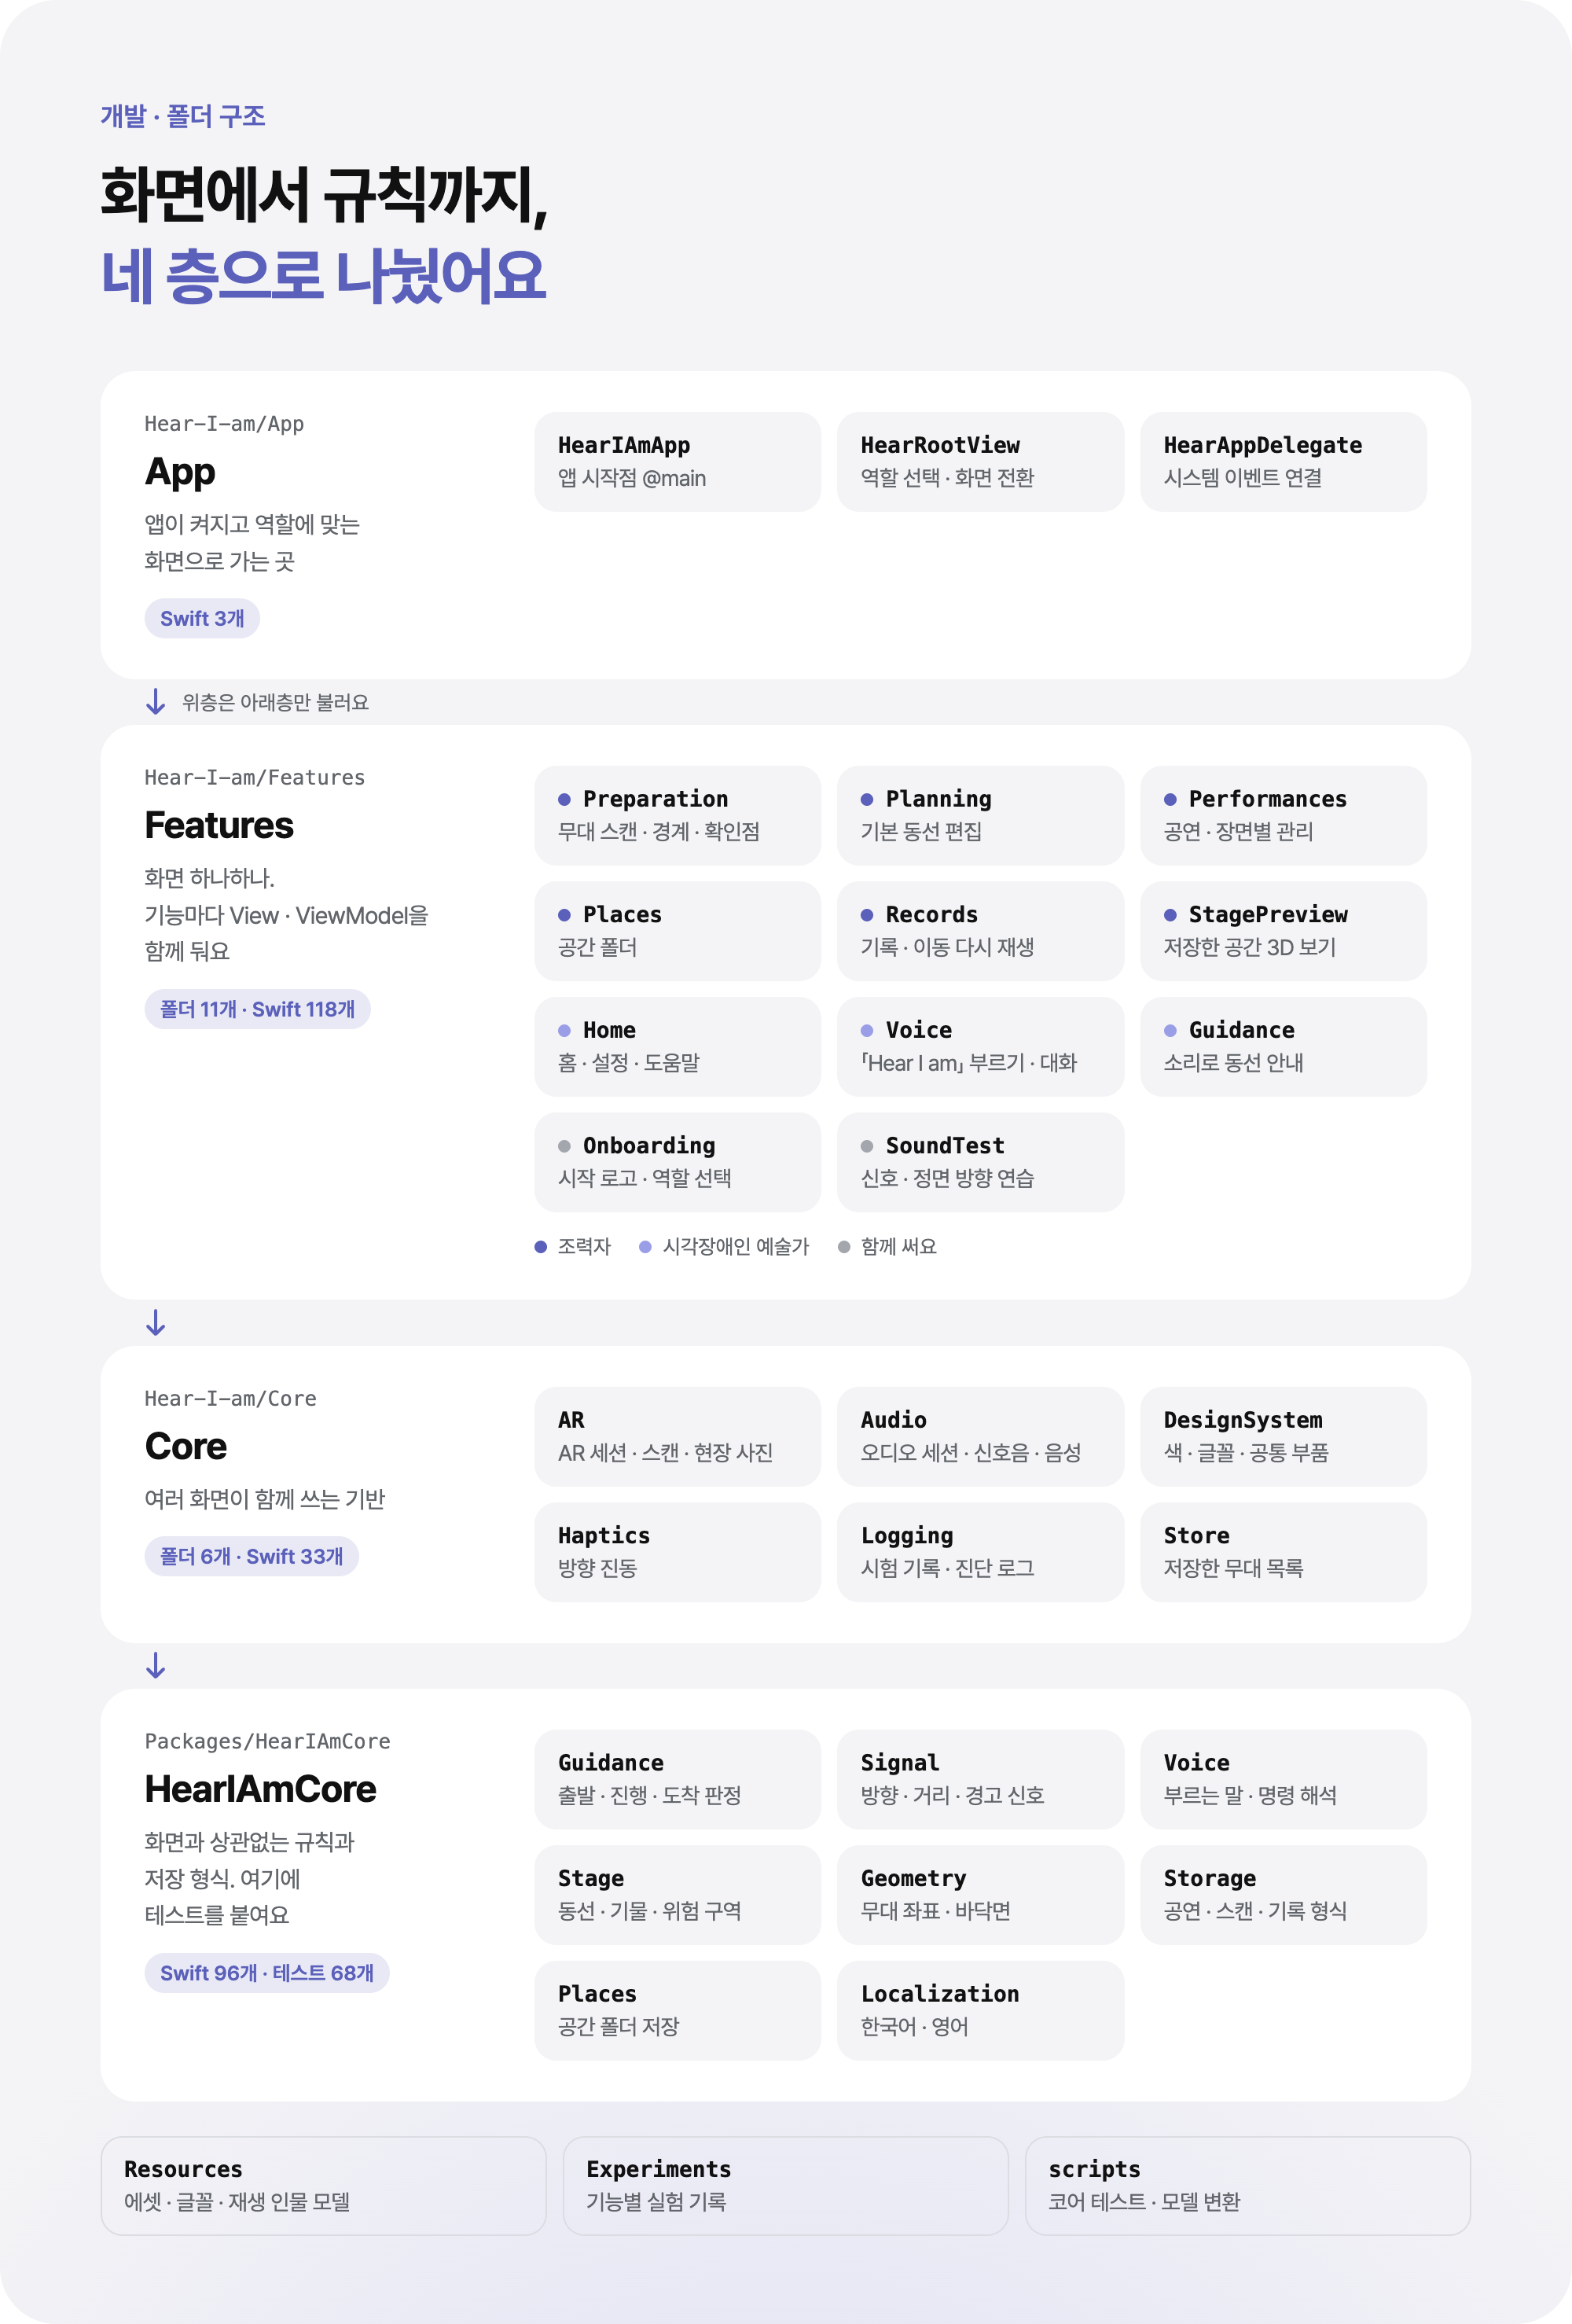 개발 · 폴더 구조
화면에서 규칙까지,
네 층으로 나눴어요
Hear-I-am/App
App
앱이 켜지고 역할에 맞는
화면으로 가는 곳
Swift 3개
HearIAmApp
앱 시작점 @main
HearRootView
역할 선택 · 화면 전환
HearAppDelegate
시스템 이벤트 연결
위층은 아래층만 불러요
Hear-I-am/Features
Features
화면 하나하나.
기능마다 View · ViewModel을
함께 둬요
폴더 11개 · Swift 118개
Preparation
무대 스캔 · 경계 · 확인점
Planning
기본 동선 편집
Performances
공연 · 장면별 관리
Places
공간 폴더
Records
기록 · 이동 다시 재생
StagePreview
저장한 공간 3D 보기
Home
홈 · 설정 · 도움말
Voice
「Hear I am」 부르기 · 대화
Guidance
소리로 동선 안내
Onboarding
시작 로고 · 역할 선택
SoundTest
신호 · 정면 방향 연습
조력자
시각장애인 예술가
함께 써요
Hear-I-am/Core
Core
여러 화면이 함께 쓰는 기반
폴더 6개 · Swift 33개
AR
AR 세션 · 스캔 · 현장 사진
Audio
오디오 세션 · 신호음 · 음성
DesignSystem
색 · 글꼴 · 공통 부품
Haptics
방향 진동
Logging
시험 기록 · 진단 로그
Store
저장한 무대 목록
Packages/HearIAmCore
HearIAmCore
화면과 상관없는 규칙과
저장 형식. 여기에
테스트를 붙여요
Swift 96개 · 테스트 68개
Guidance
출발 · 진행 · 도착 판정
Signal
방향 · 거리 · 경고 신호
Voice
부르는 말 · 명령 해석
Stage
동선 · 기물 · 위험 구역
Geometry
무대 좌표 · 바닥면
Storage
공연 · 스캔 · 기록 형식
Places
공간 폴더 저장
Localization
한국어 · 영어
Resources
에셋 · 글꼴 · 재생 인물 모델
Experiments
기능별 실험 기록
scripts
코어 테스트 · 모델 변환